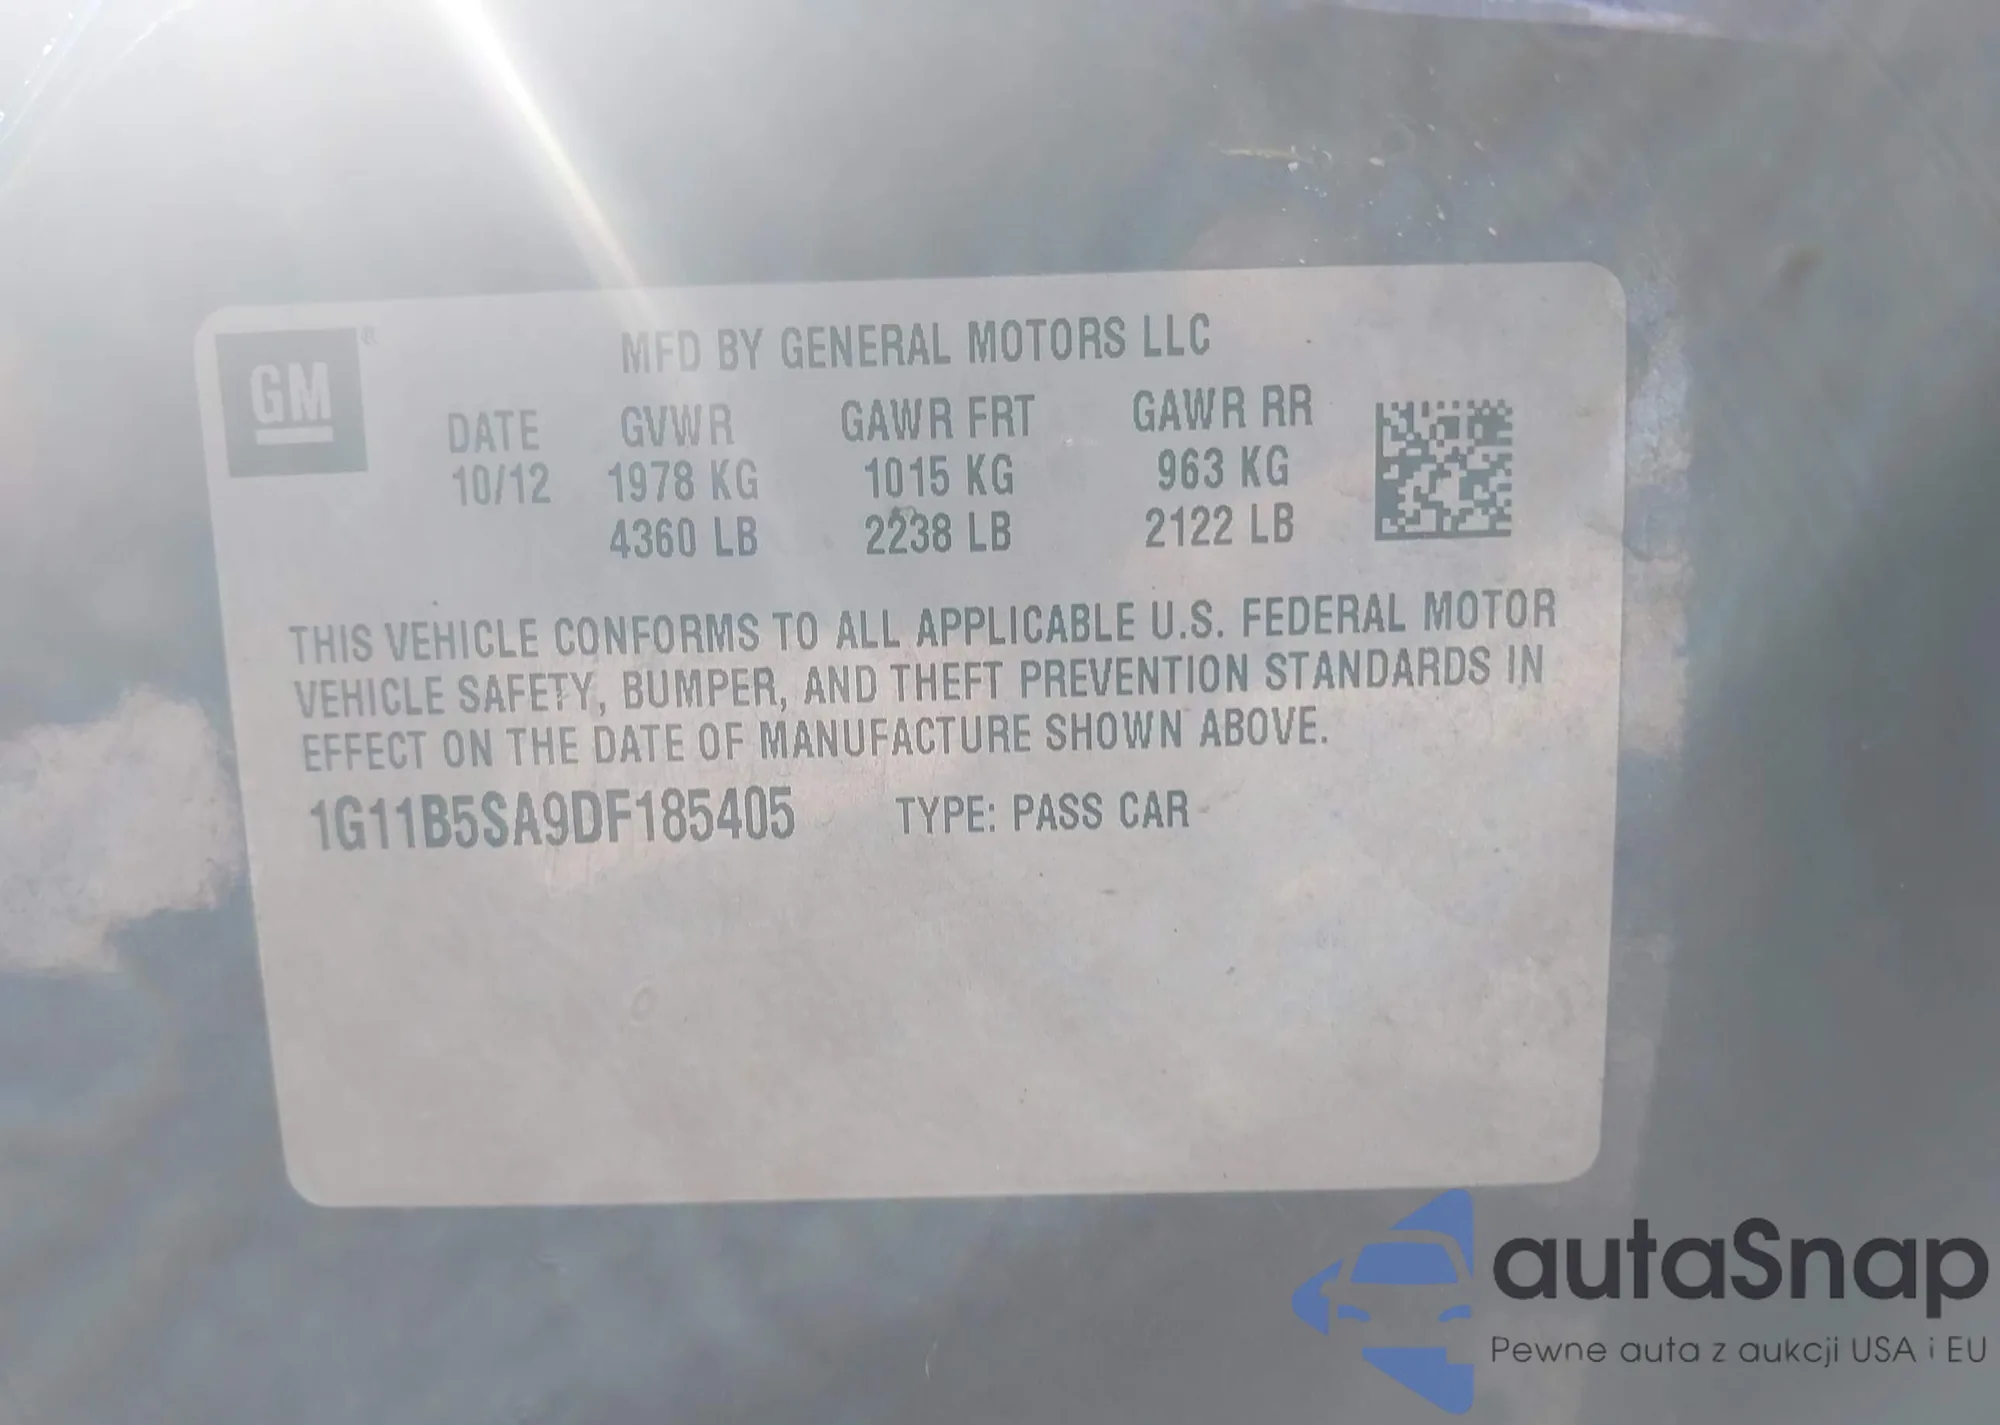 GM®
MFD BY GENERAL MOTORS LLC
DATE GVWR GAWR FRT GAWR RR
10/12 1978 KG 1015 KG 963 KG
4360 LB 2238 LB 2122 LB
THIS VEHICLE CONFORMS TO ALL APPLICABLE U.S. FEDERAL MOTOR
VEHICLE SAFETY, BUMPER, AND THEFT PREVENTION STANDARDS IN
EFFECT ON THE DATE OF MANUFACTURE SHOWN ABOVE.
1G11B5SA9DF185405 TYPE: PASS CAR
autaSnap
Pewne auta z aukcji USA i EU